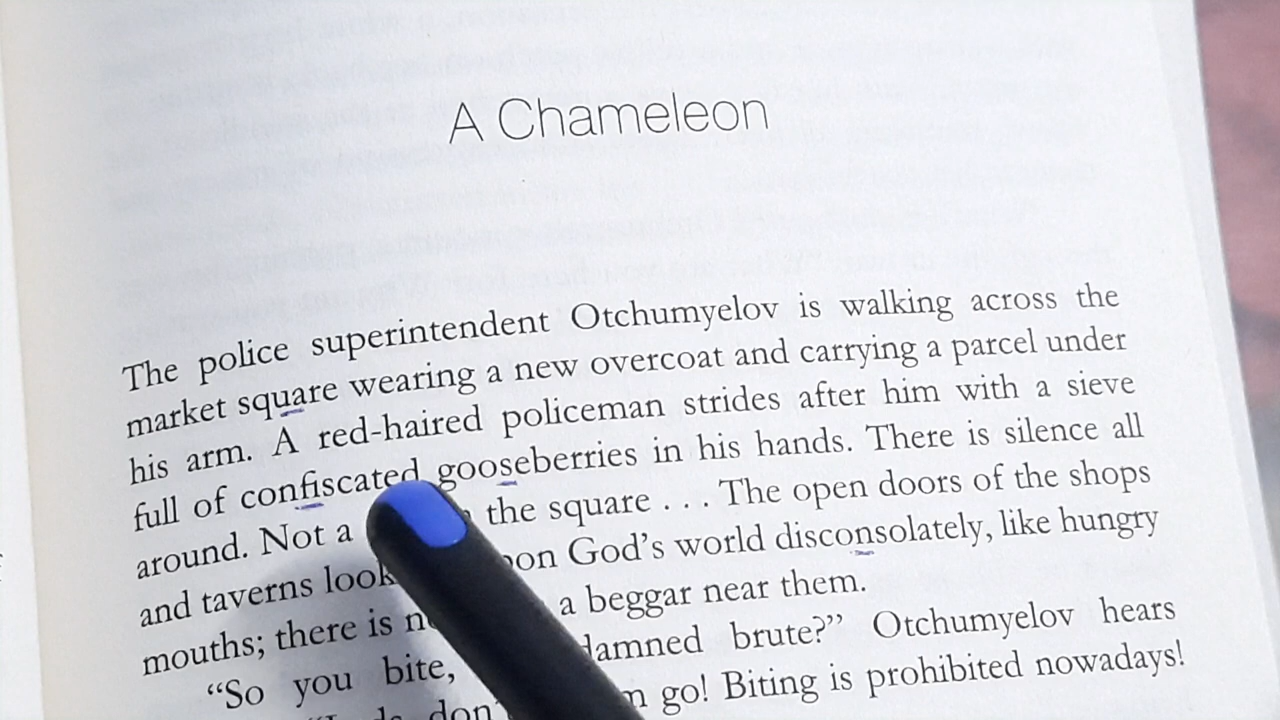 A Chameleon
The police superintendent Otchumyelov is walking across the
market square wearing a new overcoat and carrying a parcel under
his arm. A red-haired policeman strides after him with a sieve
full of confiscated gooseberries in his hands. There is silence all
around. Not a the square . . . The open doors of the shops
and taverns look God's world disconsolately, like hungry
mouths; there is a beggar near them.
"So you bite, damned brute?" Otchumyelov hears
go! Biting is prohibited nowadays!